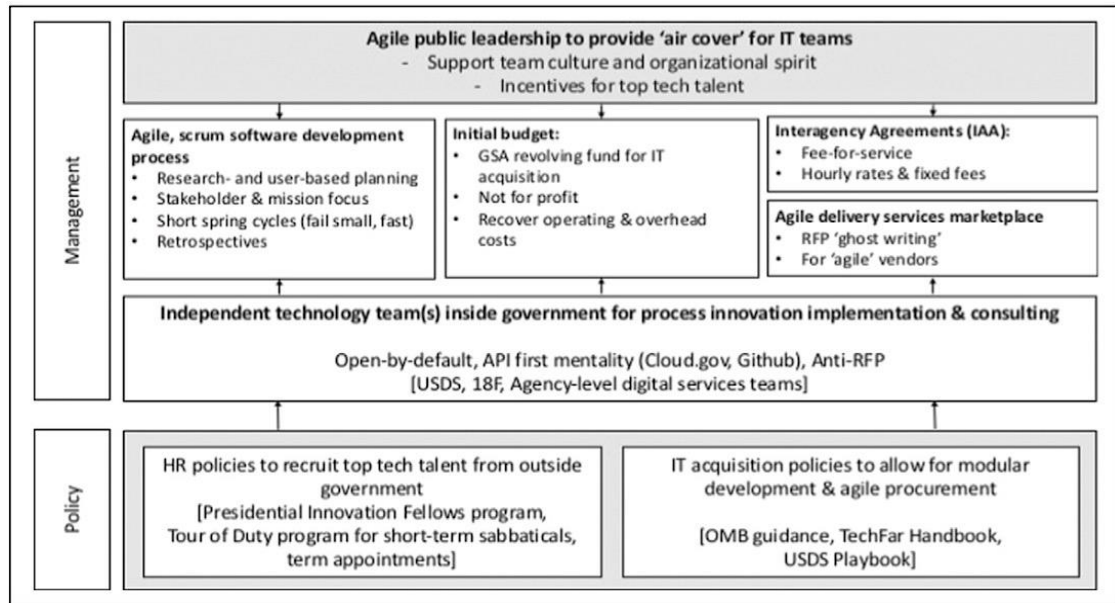 Management
Agile public leadership to provide ‘air cover’ for IT teams
- Support team culture and organizational spirit
- Incentives for top tech talent
Agile, scrum software development
process
• Research- and user-based planning
• Stakeholder & mission focus
• Short spring cycles (fail small, fast)
• Retrospectives
Initial budget:
• GSA revolving fund for IT
acquisition
• Not for profit
• Recover operating & overhead
costs
Interagency Agreements (IAA):
• Fee-for-service
• Hourly rates & fixed fees
Agile delivery services marketplace
• RFP ‘ghost writing’
• For ‘agile’ vendors
Independent technology team(s) inside government for process innovation implementation & consulting
Open-by-default, API first mentality (Cloud.gov, Github), Anti-RFP
[USDS, 18F, Agency-level digital services teams]
Policy
HR policies to recruit top tech talent from outside
government
[Presidential Innovation Fellows program,
Tour of Duty program for short-term sabbaticals,
term appointments]
IT acquisition policies to allow for modular
development & agile procurement
[OMB guidance, TechFar Handbook,
USDS Playbook]